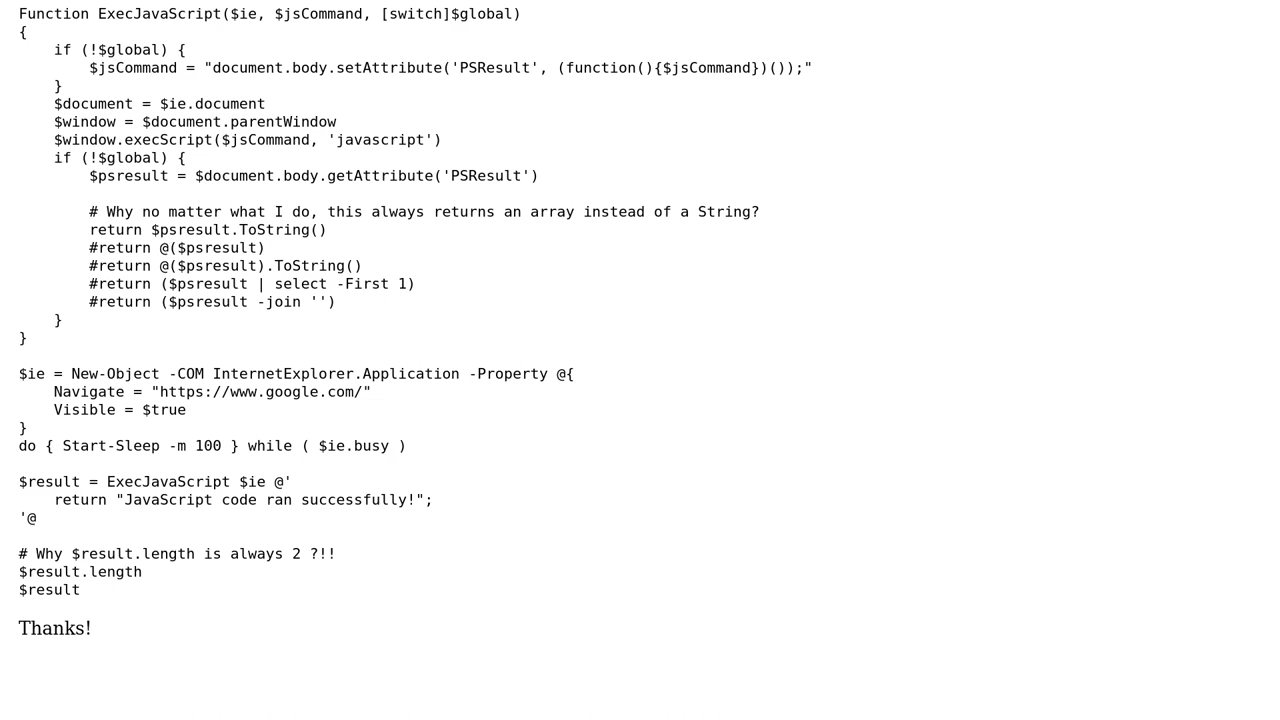 Function ExecJavaScript($ie, $jsCommand, [switch]$global)
{
    if (!$global) {
        $jsCommand = "document.body.setAttribute('PSResult', (function(){$jsCommand})());"
    }
    $document = $ie.document
    $window = $document.parentWindow
    $window.execScript($jsCommand, 'javascript')
    if (!$global) {
        $psresult = $document.body.getAttribute('PSResult')

        # Why no matter what I do, this always returns an array instead of a String?
        return $psresult.ToString()
        #return @($psresult)
        #return @($psresult).ToString()
        #return ($psresult | select -First 1)
        #return ($psresult -join '')
    }
}

$ie = New-Object -COM InternetExplorer.Application -Property @{
    Navigate = "https://www.google.com/"
    Visible = $true
}
do { Start-Sleep -m 100 } while ( $ie.busy )

$result = ExecJavaScript $ie @'
    return "JavaScript code ran successfully!";
'@

# Why $result.length is always 2 ?!!
$result.length
$result

Thanks!